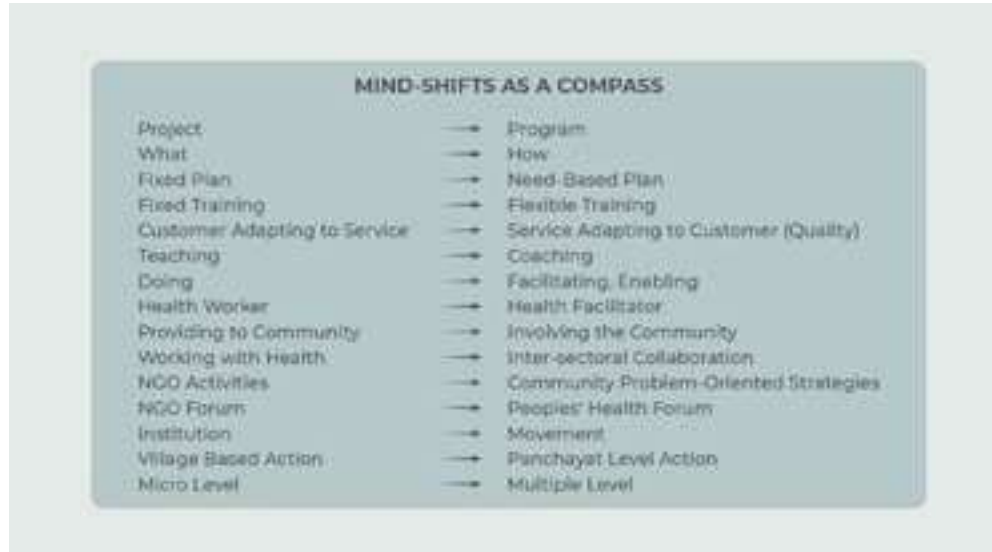 MIND-SHIFTS AS A COMPASS
Project → Program
What → How
Fixed Plan → Need-Based Plan
Fixed Training → Flexible Training
Customer Adapting to Service → Service Adapting to Customer (Quality)
Teaching → Coaching
Doing → Facilitating, Enabling
Health Worker → Health Facilitator
Providing to Community → Involving the Community
Working with Health → Inter-sectoral Collaboration
NGO Activities → Community Problem-Oriented Strategies
NGO Forum → Peoples' Health Forum
Institution → Movement
Village Based Action → Panchayat Level Action
Micro Level → Multiple Level